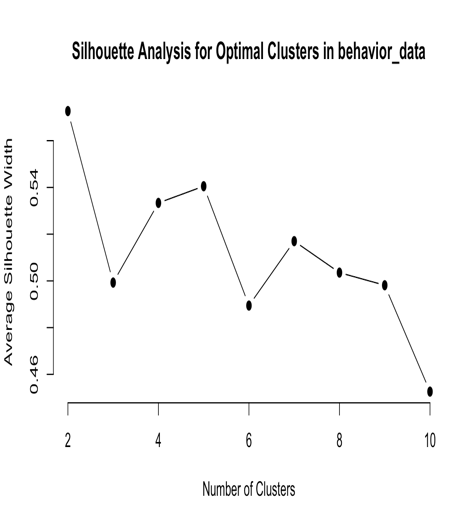 Silhouette Analysis for Optimal Clusters in behavior_data
Average Silhouette Width
0.54
0.50
0.46
2 4 6 8 10
Number of Clusters